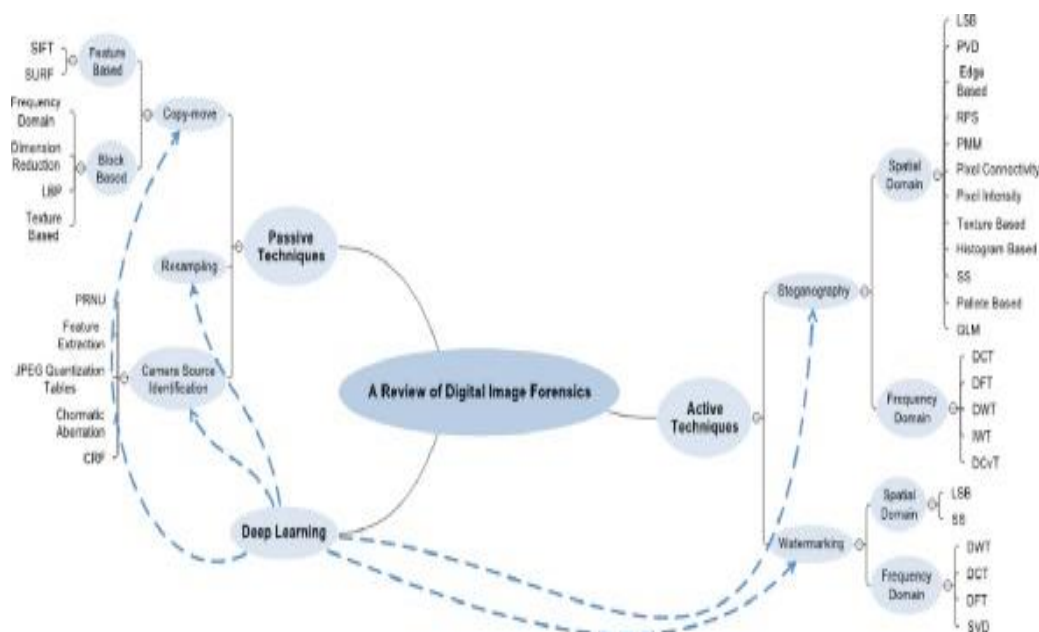 SIFT
SURF
Feature
Based
Frequency
Domain
Dimension
Reduction
LBP
Texture
Based
Block
Based
Copy-move
Resampling
Passive
Techniques
PRNU
Feature
Extraction
JPEG Quantization
Tables
Chormatic
Aberration
CRF
Camera Source
Identification
Deep Learning
A Review of Digital Image Forensics
Active
Techniques
Steganography
Spatial
Domain
LSB
PVD
Edge
Based
RPS
PMM
Pixel Connectivity
Pixel Intensity
Texture Based
Histogram Based
SS
Pallete Based
GLM
Frequency
Domain
DCT
DFT
DWT
IWT
DCvT
Watermarking
Spatial
Domain
LSB
SS
Frequency
Domain
DWT
DCT
DFT
SVD